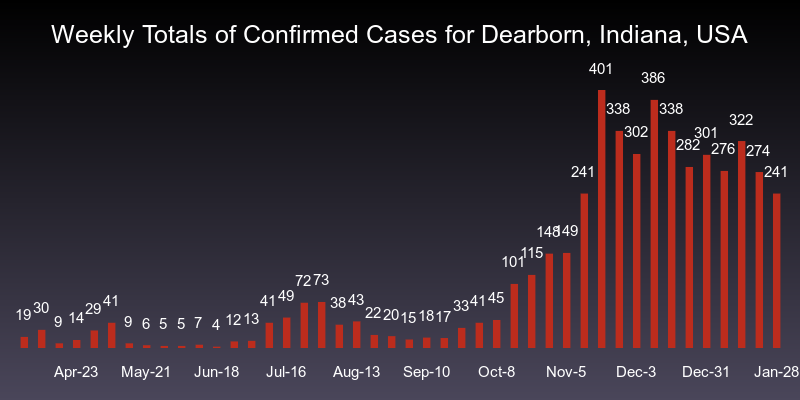 Weekly Totals of Confirmed Cases for Dearborn, Indiana, USA
19 30 9 14 29 41 9 6 5 5 7 4 12 13 41 49 72 73 38 43 22 20 15 18 17 33 41 45 101 115 148 149 241 401 338 302 386 338 282 301 276 322 274 241
Apr-23 May-21 Jun-18 Jul-16 Aug-13 Sep-10 Oct-8 Nov-5 Dec-3 Dec-31 Jan-28